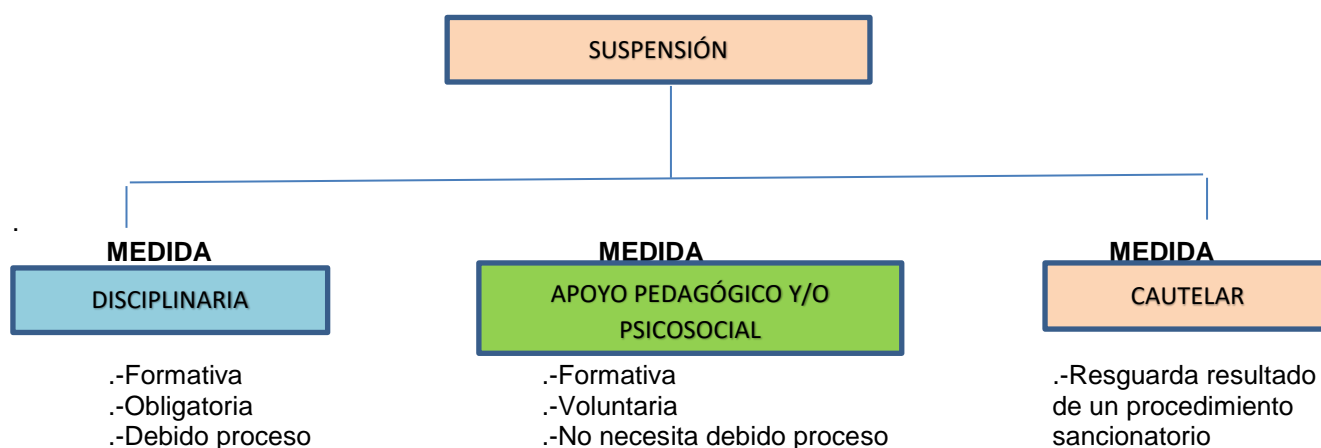 SUSPENSIÓN
.
MEDIDA
DISCIPLINARIA
.-Formativa
.-Obligatoria
.-Debido proceso
MEDIDA
APOYO PEDAGÓGICO Y/O
PSICOSOCIAL
.-Formativa
.-Voluntaria
.-No necesita debido proceso
MEDIDA
CAUTELAR
.-Resguarda resultado
de un procedimiento
sancionatorio